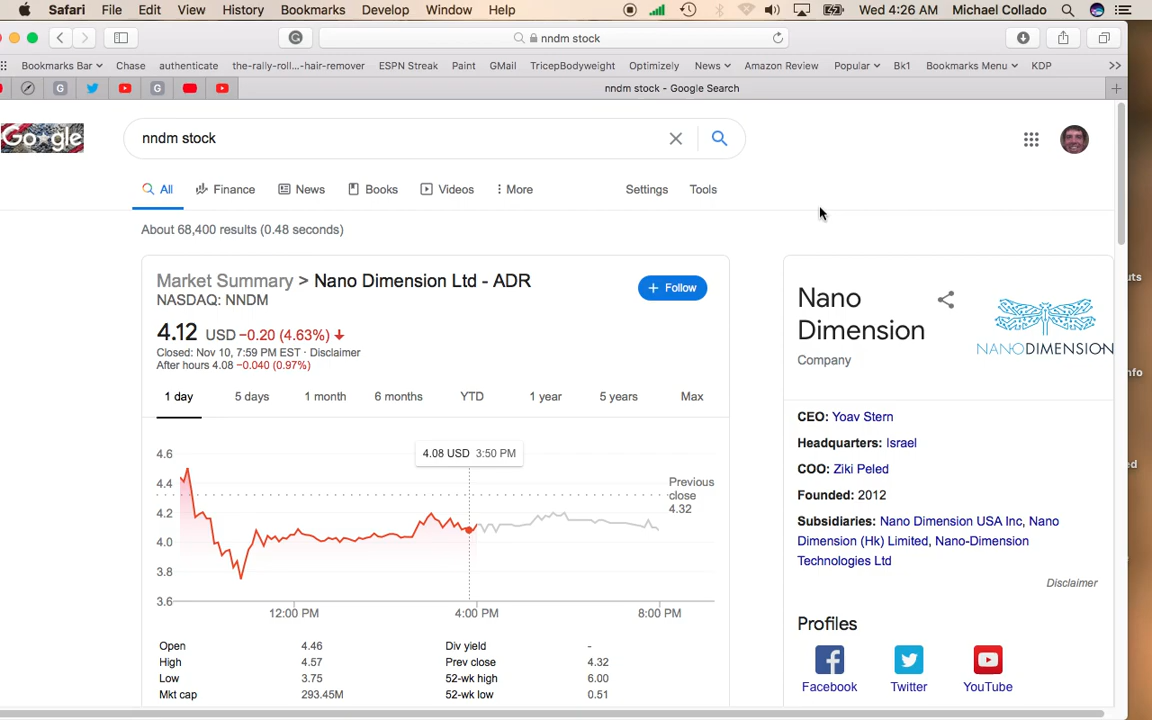 Safari File Edit View History Bookmarks Develop Window Help Wed 4:26 AM Michael Collado
nndm stock
Bookmarks Bar Chase authenticate the-rally-roll...-hair-remover ESPN Streak Paint GMail TricepBodyweight Optimizely News Amazon Review Popular Bk1 Bookmarks Menu KDP
nndm stock - Google Search
Google
nndm stock
All Finance News Books Videos More Settings Tools
About 68,400 results (0.48 seconds)
Market Summary > Nano Dimension Ltd - ADR
NASDAQ: NNDM
+ Follow
4.12 USD −0.20 (4.63%)
Closed: Nov 10, 7:59 PM EST · Disclaimer
After hours 4.08 −0.040 (0.97%)
1 day 5 days 1 month 6 months YTD 1 year 5 years Max
4.08 USD 3:50 PM
4.6
4.4
4.2
4.0
3.8
3.6
Previous
close
4.32
12:00 PM 4:00 PM 8:00 PM
Open 4.46 Div yield -
High 4.57 Prev close 4.32
Low 3.75 52-wk high 6.00
Mkt cap 293.45M 52-wk low 0.51
Nano
Dimension
Company
NANODIMENSION
CEO: Yoav Stern
Headquarters: Israel
COO: Ziki Peled
Founded: 2012
Subsidiaries: Nano Dimension USA Inc, Nano
Dimension (Hk) Limited, Nano-Dimension
Technologies Ltd
Disclaimer
Profiles
Facebook Twitter YouTube
uts
nfo
ed